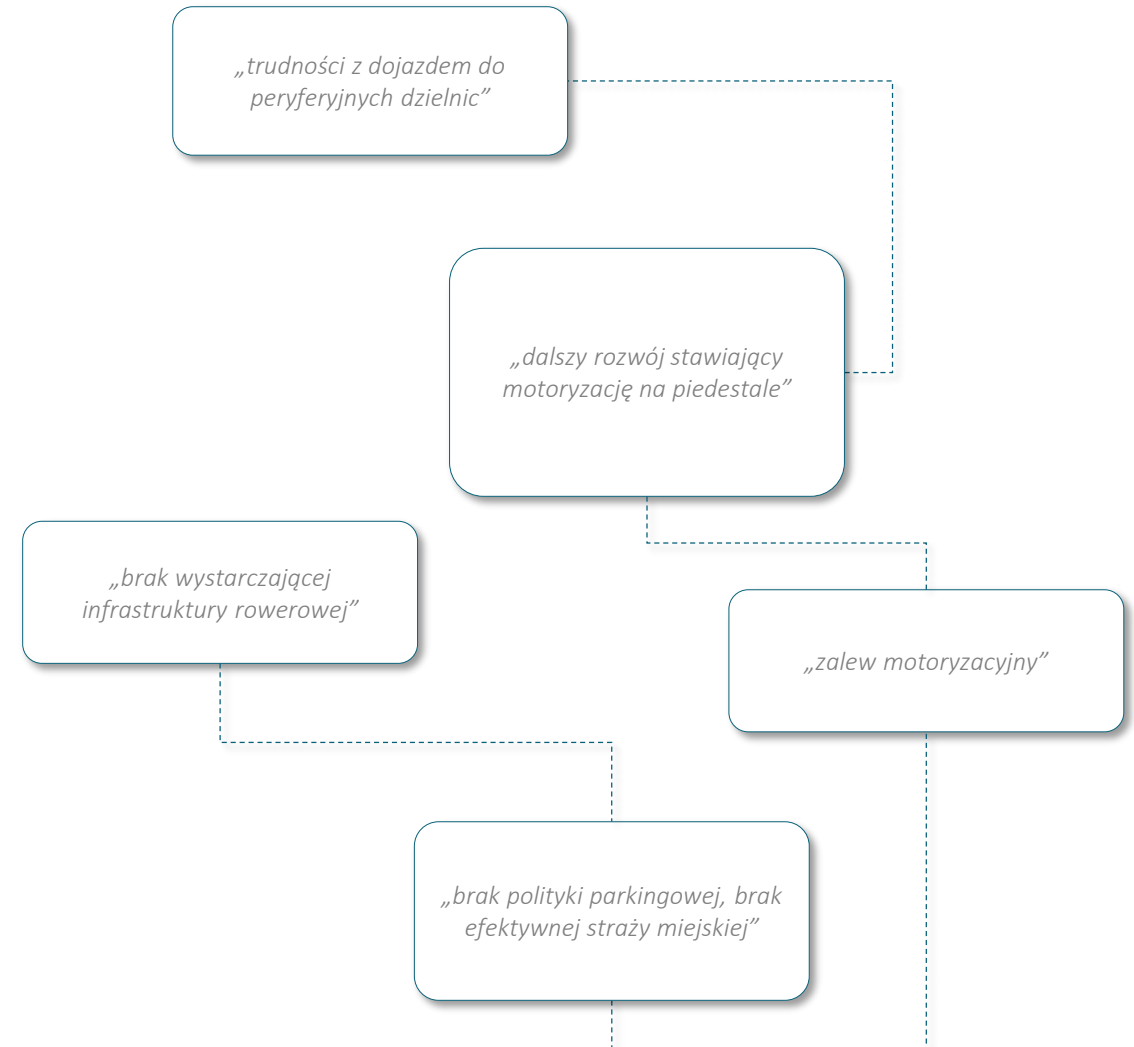 „trudności z dojazdem do
peryferyjnych dzielnic”
„dalszy rozwój stawiający
motoryzację na piedestale”
„brak wystarczającej
infrastruktury rowerowej”
„zalew motoryzacyjny”
„brak polityki parkingowej, brak
efektywnej straży miejskiej”